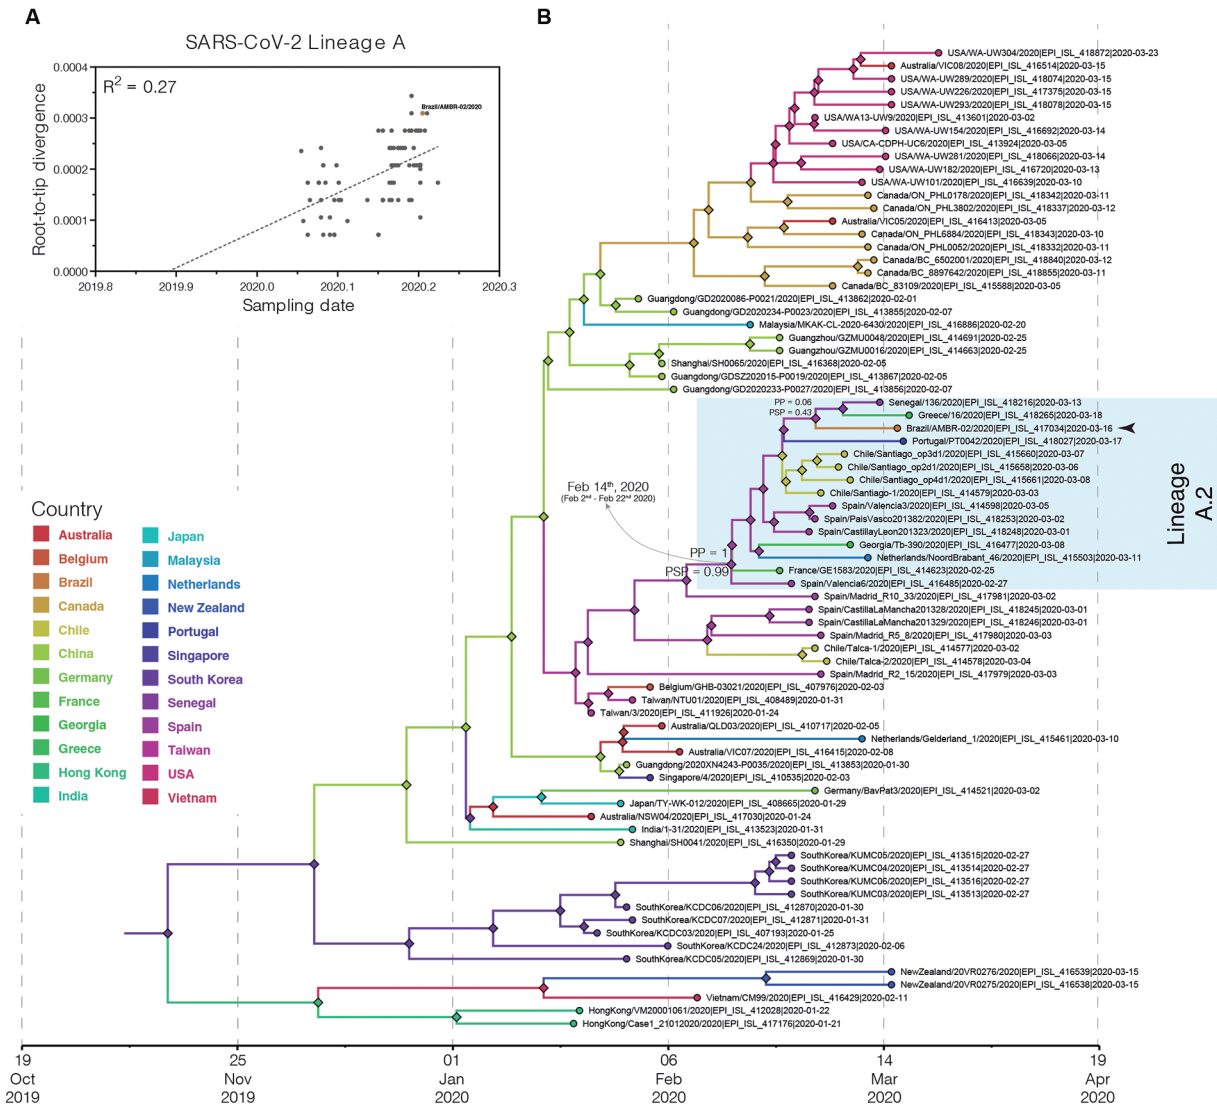 A
B
SARS-CoV-2 Lineage A
R² = 0.27
Brazil/AMBR-02/2020
Root-to-tip divergence
0.0004
0.0003
0.0002
0.0001
0.0000
2019.8 2019.9 2020.0 2020.1 2020.2 2020.3
Sampling date
USA/WA-UW304/2020|EPI_ISL_418872|2020-03-23
Australia/VIC08/2020|EPI_ISL_416514|2020-03-15
USA/WA-UW289/2020|EPI_ISL_418074|2020-03-15
USA/WA-UW226/2020|EPI_ISL_417375|2020-03-15
USA/WA-UW293/2020|EPI_ISL_418078|2020-03-15
USA/WA13-UW9/2020|EPI_ISL_413601|2020-03-02
USA/WA-UW154/2020|EPI_ISL_416692|2020-03-14
USA/CA-CDPH-UC6/2020|EPI_ISL_413924|2020-03-05
USA/WA-UW281/2020|EPI_ISL_418066|2020-03-14
USA/WA-UW182/2020|EPI_ISL_416720|2020-03-13
USA/WA-UW101/2020|EPI_ISL_416639|2020-03-10
Canada/ON_PHL0178/2020|EPI_ISL_418342|2020-03-11
Canada/ON_PHL3802/2020|EPI_ISL_418337|2020-03-12
Australia/VIC05/2020|EPI_ISL_416413|2020-03-05
Canada/ON_PHL6884/2020|EPI_ISL_418343|2020-03-10
Canada/ON_PHL0052/2020|EPI_ISL_418332|2020-03-11
Canada/BC_6502001/2020|EPI_ISL_418840|2020-03-12
Canada/BC_8897642/2020|EPI_ISL_418855|2020-03-11
Canada/BC_83109/2020|EPI_ISL_415588|2020-03-05
Guangdong/GD2020086-P0021/2020|EPI_ISL_413862|2020-02-01
Guangdong/GD2020234-P0023/2020|EPI_ISL_413855|2020-02-07
Malaysia/MKAK-CL-2020-6430/2020|EPI_ISL_416886|2020-02-20
Guangzhou/GZMU0048/2020|EPI_ISL_414691|2020-02-25
Guangzhou/GZMU0016/2020|EPI_ISL_414663|2020-02-25
Shanghai/SH0065/2020|EPI_ISL_416368|2020-02-05
Guangdong/GDSZ202015-P0019/2020|EPI_ISL_413867|2020-02-05
Guangdong/GD2020233-P0027/2020|EPI_ISL_413856|2020-02-07
PP = 0.06
PSP = 0.43
Senegal/136/2020|EPI_ISL_418216|2020-03-13
Greece/16/2020|EPI_ISL_418265|2020-03-18
Brazil/AMBR-02/2020|EPI_ISL_417034|2020-03-16
Portugal/PT0042/2020|EPI_ISL_418027|2020-03-17
Chile/Santiago_op3d1/2020|EPI_ISL_415660|2020-03-07
Chile/Santiago_op2d1/2020|EPI_ISL_415658|2020-03-06
Chile/Santiago_op4d1/2020|EPI_ISL_415661|2020-03-08
Chile/Santiago-1/2020|EPI_ISL_414579|2020-03-03
Spain/Valencia3/2020|EPI_ISL_414598|2020-03-05
Spain/PaisVasco201382/2020|EPI_ISL_418253|2020-03-02
Spain/CastillayLeon201323/2020|EPI_ISL_418248|2020-03-01
Georgia/Tb-390/2020|EPI_ISL_416477|2020-03-08
Netherlands/NoordBrabant_46/2020|EPI_ISL_415503|2020-03-11
France/GE1583/2020|EPI_ISL_414623|2020-02-25
Spain/Valencia6/2020|EPI_ISL_416485|2020-02-27
Lineage
A.2
Feb 14th, 2020
(Feb 2nd - Feb 22nd 2020)
PP = 1
PSP = 0.99
Spain/Madrid_R10_33/2020|EPI_ISL_417981|2020-03-02
Spain/CastillaLaMancha201328/2020|EPI_ISL_418245|2020-03-01
Spain/CastillaLaMancha201329/2020|EPI_ISL_418246|2020-03-01
Spain/Madrid_R5_8/2020|EPI_ISL_417980|2020-03-03
Chile/Talca-1/2020|EPI_ISL_414577|2020-03-02
Chile/Talca-2/2020|EPI_ISL_414578|2020-03-04
Spain/Madrid_R2_15/2020|EPI_ISL_417979|2020-03-03
Belgium/GHB-03021/2020|EPI_ISL_407976|2020-02-03
Taiwan/NTU01/2020|EPI_ISL_408489|2020-01-31
Taiwan/3/2020|EPI_ISL_411926|2020-01-24
Australia/QLD03/2020|EPI_ISL_410717|2020-02-05
Netherlands/Gelderland_1/2020|EPI_ISL_415461|2020-03-10
Australia/VIC07/2020|EPI_ISL_416415|2020-02-08
Guangdong/2020XN4243-P0035/2020|EPI_ISL_413853|2020-01-30
Singapore/4/2020|EPI_ISL_410535|2020-02-03
Germany/BavPat3/2020|EPI_ISL_414521|2020-03-02
Japan/TY-WK-012/2020|EPI_ISL_408665|2020-01-29
Australia/NSW04/2020|EPI_ISL_417030|2020-01-24
India/1-31/2020|EPI_ISL_413523|2020-01-31
Shanghai/SH0041/2020|EPI_ISL_416350|2020-01-29
SouthKorea/KUMC05/2020|EPI_ISL_413515|2020-02-27
SouthKorea/KUMC04/2020|EPI_ISL_413514|2020-02-27
SouthKorea/KUMC06/2020|EPI_ISL_413516|2020-02-27
SouthKorea/KUMC03/2020|EPI_ISL_413513|2020-02-27
SouthKorea/KCDC06/2020|EPI_ISL_412870|2020-01-30
SouthKorea/KCDC07/2020|EPI_ISL_412871|2020-01-31
SouthKorea/KCDC03/2020|EPI_ISL_407193|2020-01-25
SouthKorea/KCDC24/2020|EPI_ISL_412873|2020-02-06
SouthKorea/KCDC05/2020|EPI_ISL_412869|2020-01-30
NewZealand/20VR0276/2020|EPI_ISL_416539|2020-03-15
NewZealand/20VR0275/2020|EPI_ISL_416538|2020-03-15
Vietnam/CM99/2020|EPI_ISL_416429|2020-02-11
HongKong/VM20001061/2020|EPI_ISL_412028|2020-01-22
HongKong/Case1_21012020/2020|EPI_ISL_417176|2020-01-21
Country
Australia
Belgium
Brazil
Canada
Chile
China
Germany
France
Georgia
Greece
Hong Kong
India
Japan
Malaysia
Netherlands
New Zealand
Portugal
Singapore
South Korea
Senegal
Spain
Taiwan
USA
Vietnam
19 25 01 06 14 19
Oct Nov Jan Feb Mar Apr
2019 2019 2020 2020 2020 2020